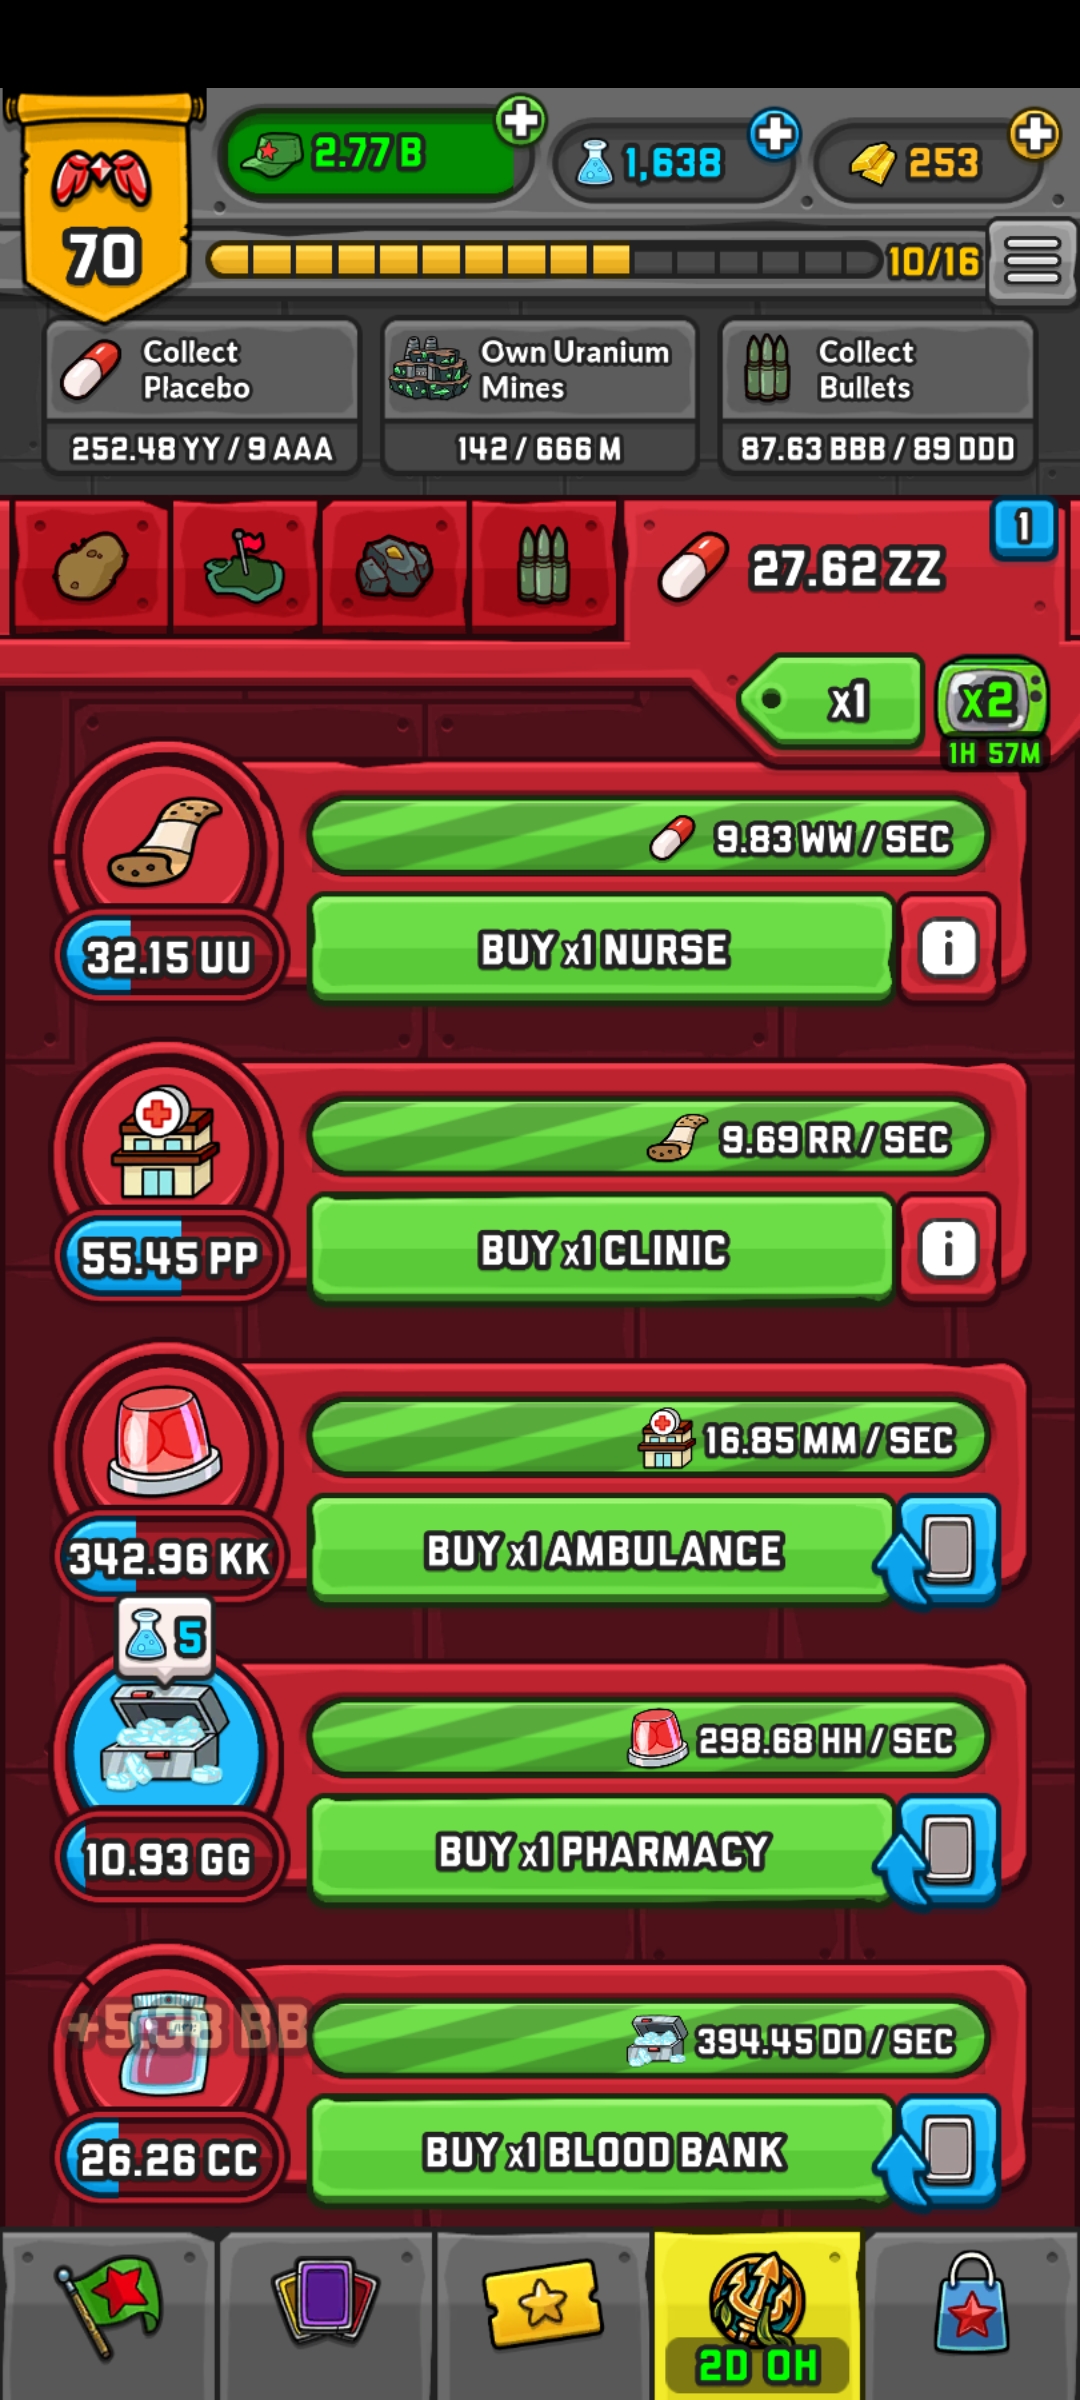 2.77 B
1,638
253
70
10/16
Collect
Placebo
252.48 YY / 9 AAA
Own Uranium
Mines
142 / 666 M
Collect
Bullets
87.63 BBB / 89 DDD
27.62 ZZ
1
x1
x2
1H 57M
9.83 WW / SEC
32.15 UU
BUY x1 NURSE
i
9.69 RR / SEC
55.45 PP
BUY x1 CLINIC
i
16.85 MM / SEC
342.96 KK
BUY x1 AMBULANCE
5
298.68 HH / SEC
10.93 GG
BUY x1 PHARMACY
+5.38 BB
394.45 DD / SEC
26.26 CC
BUY x1 BLOOD BANK
2D 0H